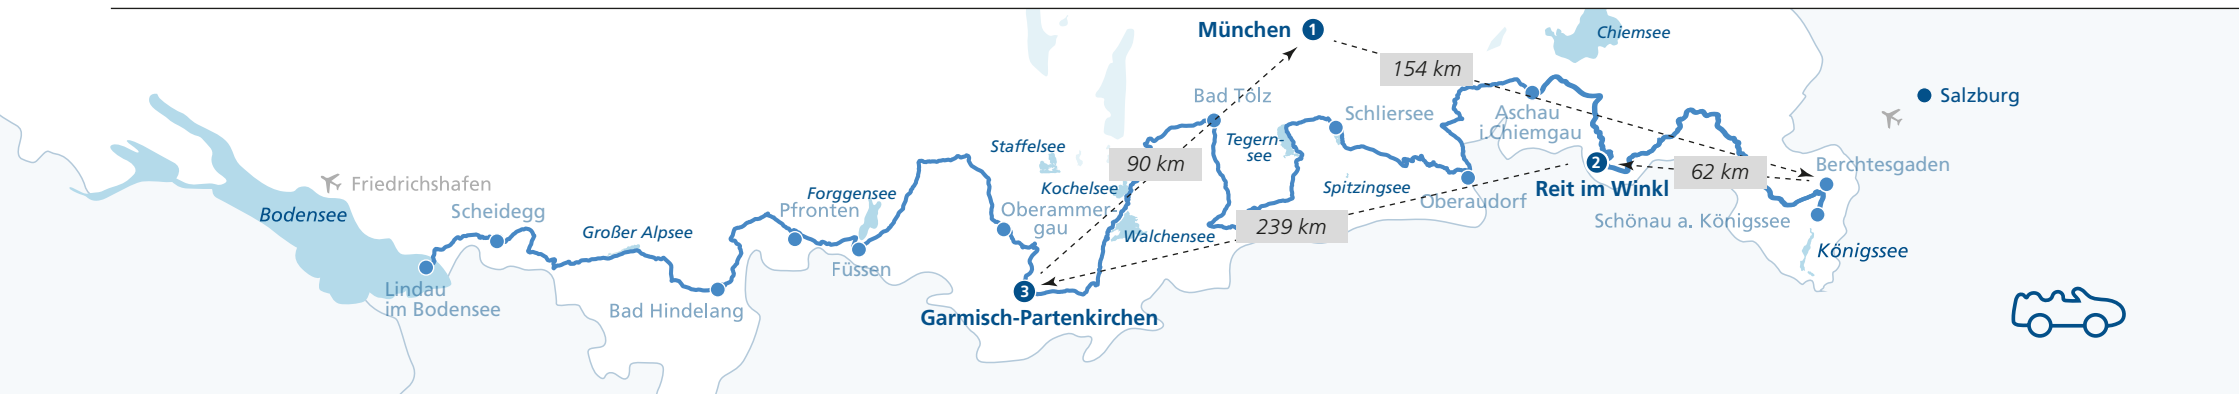 München 1
Chiemsee
154 km
Bad Tölz
Salzburg
Schliersee
Aschau
i.Chiemgau
Tegern-
see
Staffelsee
90 km
2
62 km
Berchtesgaden
Friedrichshafen
Kochelsee
Spitzingsee
Reit im Winkl
Forggensee
Oberaudorf
Bodensee
Scheidegg
Pfronten
Oberammer-
gau
Schönau a. Königssee
239 km
Großer Alpsee
Walchensee
Königssee
Füssen
Lindau
im Bodensee
3
Bad Hindelang
Garmisch-Partenkirchen